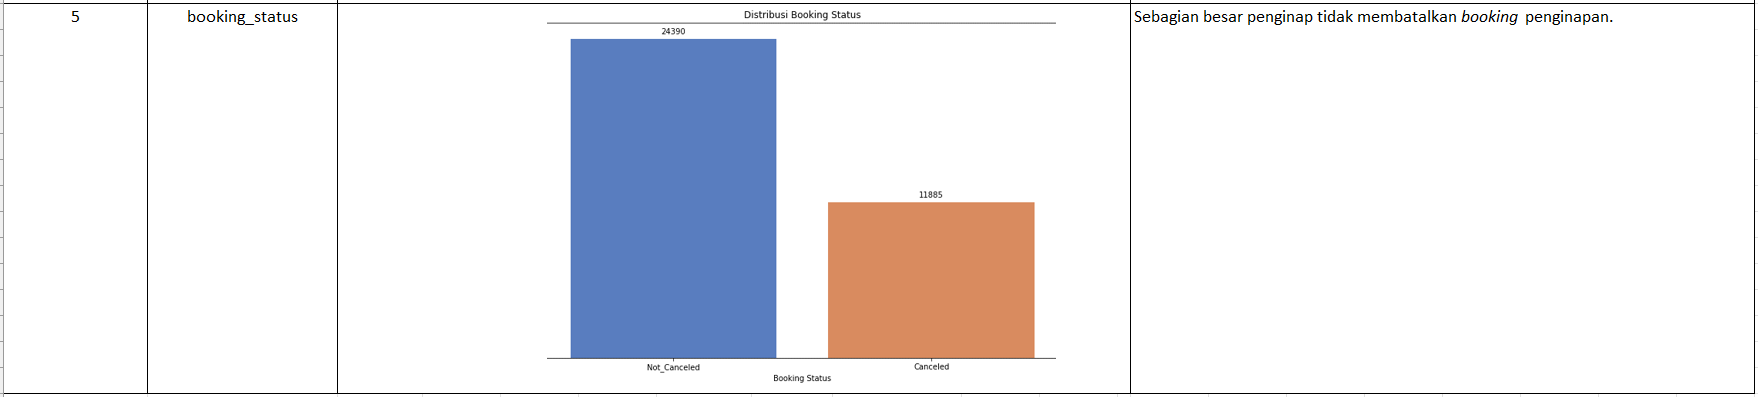 5
booking_status
Distribusi Booking Status
24390
11885
Not_Canceled
Canceled
Booking Status
Sebagian besar penginap tidak membatalkan booking penginapan.